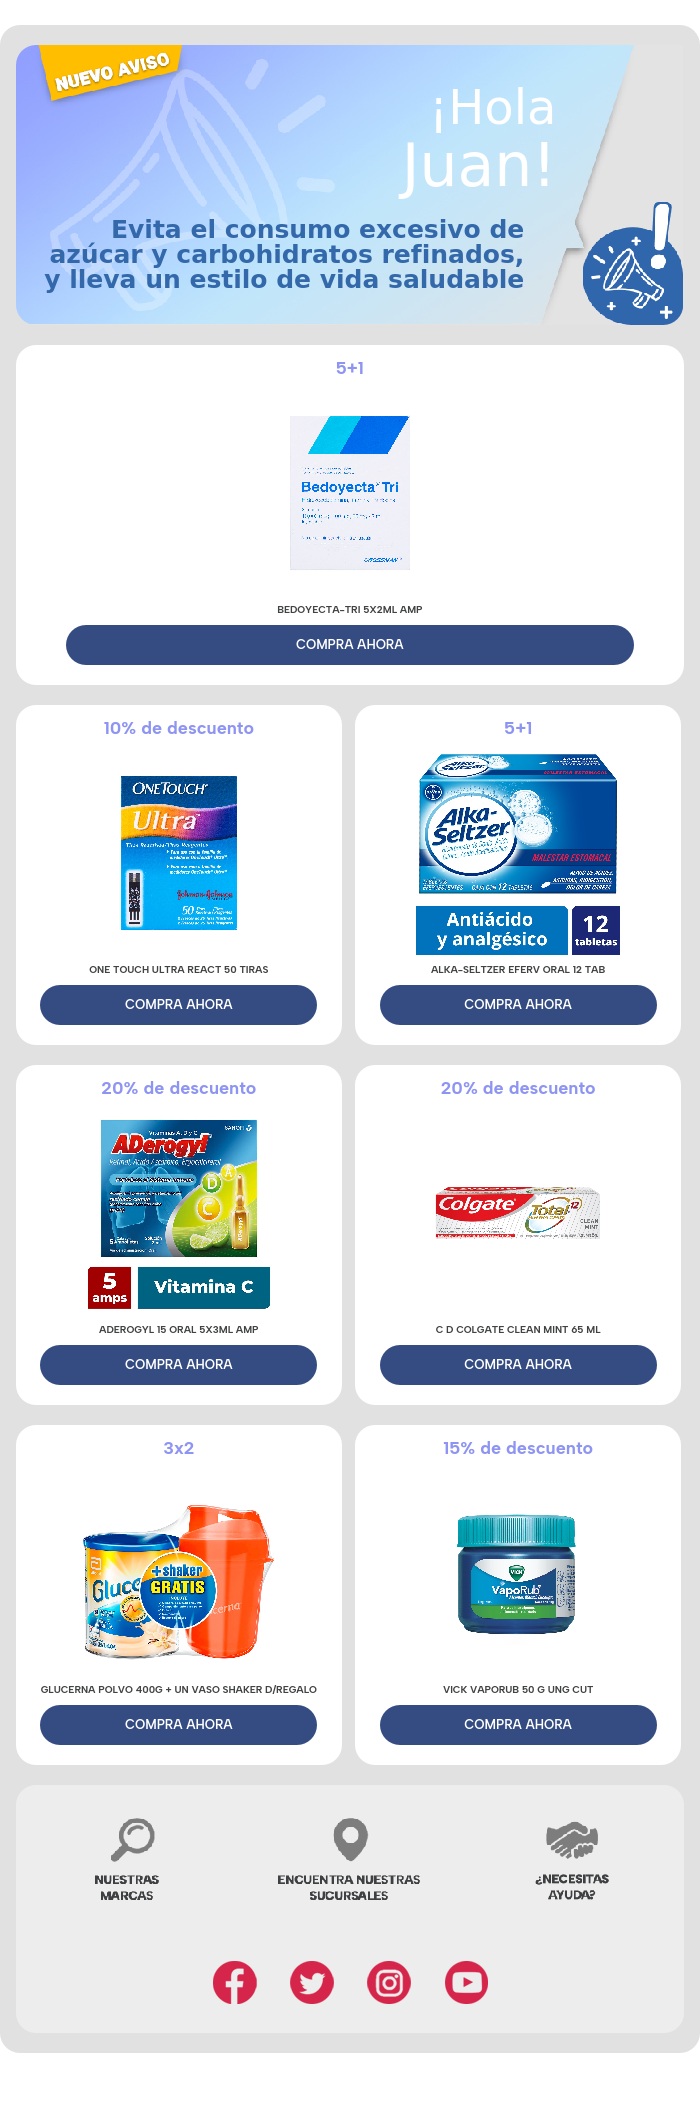 NUEVO AVISO
¡Hola
Juan!
Evita el consumo excesivo de
azúcar y carbohidratos refinados,
y lleva un estilo de vida saludable
5+1
Bedoyecta Tri
BEDOYECTA-TRI 5X2ML AMP
COMPRA AHORA
10% de descuento
ONETOUCH
Ultra
Johnson & Johnson
50
ONE TOUCH ULTRA REACT 50 TIRAS
COMPRA AHORA
5+1
Alka-
Seltzer
MALESTAR ESTOMACAL
Antiácido
y analgésico
12
tabletas
ALKA-SELTZER EFERV ORAL 12 TAB
COMPRA AHORA
20% de descuento
Vitaminas A, D y C
ADerogyl
D
A
C
5
amps
Vitamina C
ADEROGYL 15 ORAL 5X3ML AMP
COMPRA AHORA
20% de descuento
Colgate
Total 12
CLEAN
MINT
C D COLGATE CLEAN MINT 65 ML
COMPRA AHORA
3x2
Gluce
+shaker
GRATIS
GLUCERNA POLVO 400G + UN VASO SHAKER D/REGALO
COMPRA AHORA
15% de descuento
VICK
VapoRub
VICK VAPORUB 50 G UNG CUT
COMPRA AHORA
NUESTRAS
MARCAS
ENCUENTRA NUESTRAS
SUCURSALES
¿NECESITAS
AYUDA?